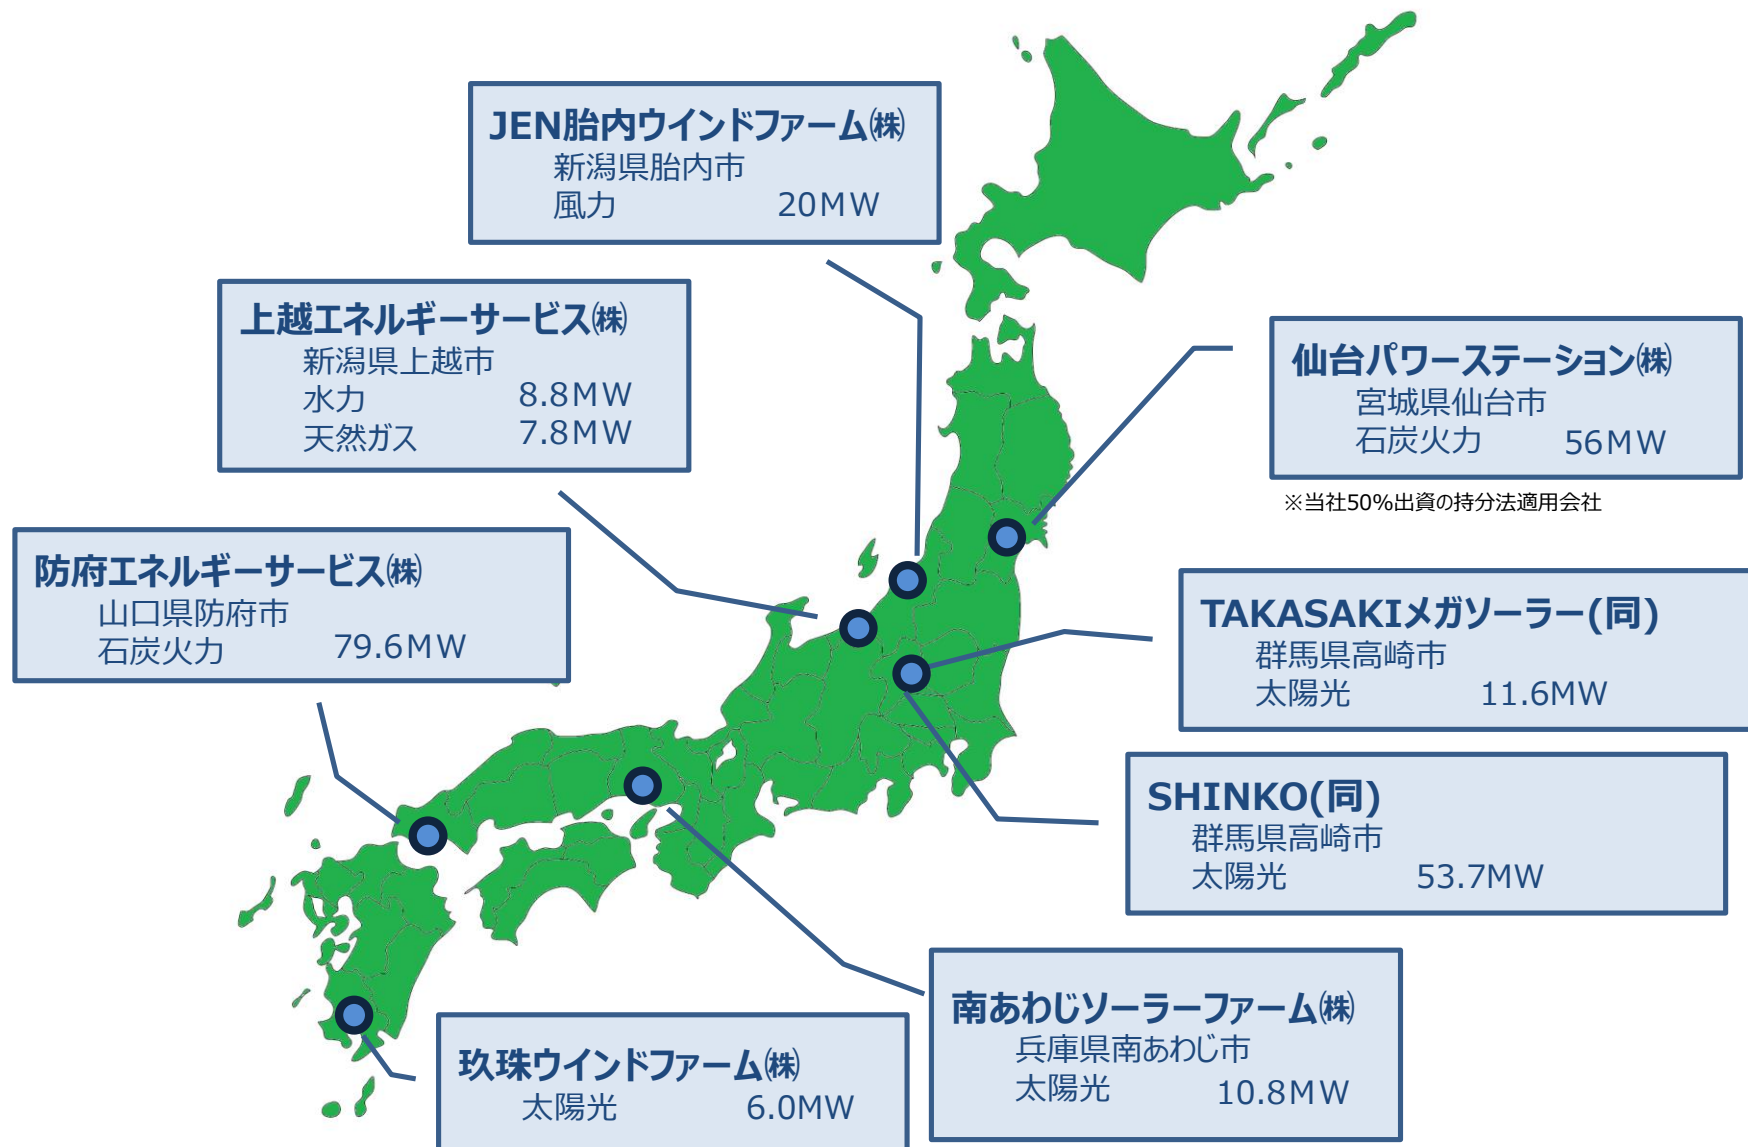 JEN胎内ウインドファーム㈱
新潟県胎内市
風力 20MW
上越エネルギーサービス㈱
新潟県上越市
水力 8.8MW
天然ガス 7.8MW
仙台パワーステーション㈱
宮城県仙台市
石炭火力 56MW
※当社50%出資の持分法適用会社
防府エネルギーサービス㈱
山口県防府市
石炭火力 79.6MW
TAKASAKIメガソーラー(同)
群馬県高崎市
太陽光 11.6MW
SHINKO(同)
群馬県高崎市
太陽光 53.7MW
南あわじソーラーファーム㈱
兵庫県南あわじ市
太陽光 10.8MW
玖珠ウインドファーム㈱
太陽光 6.0MW